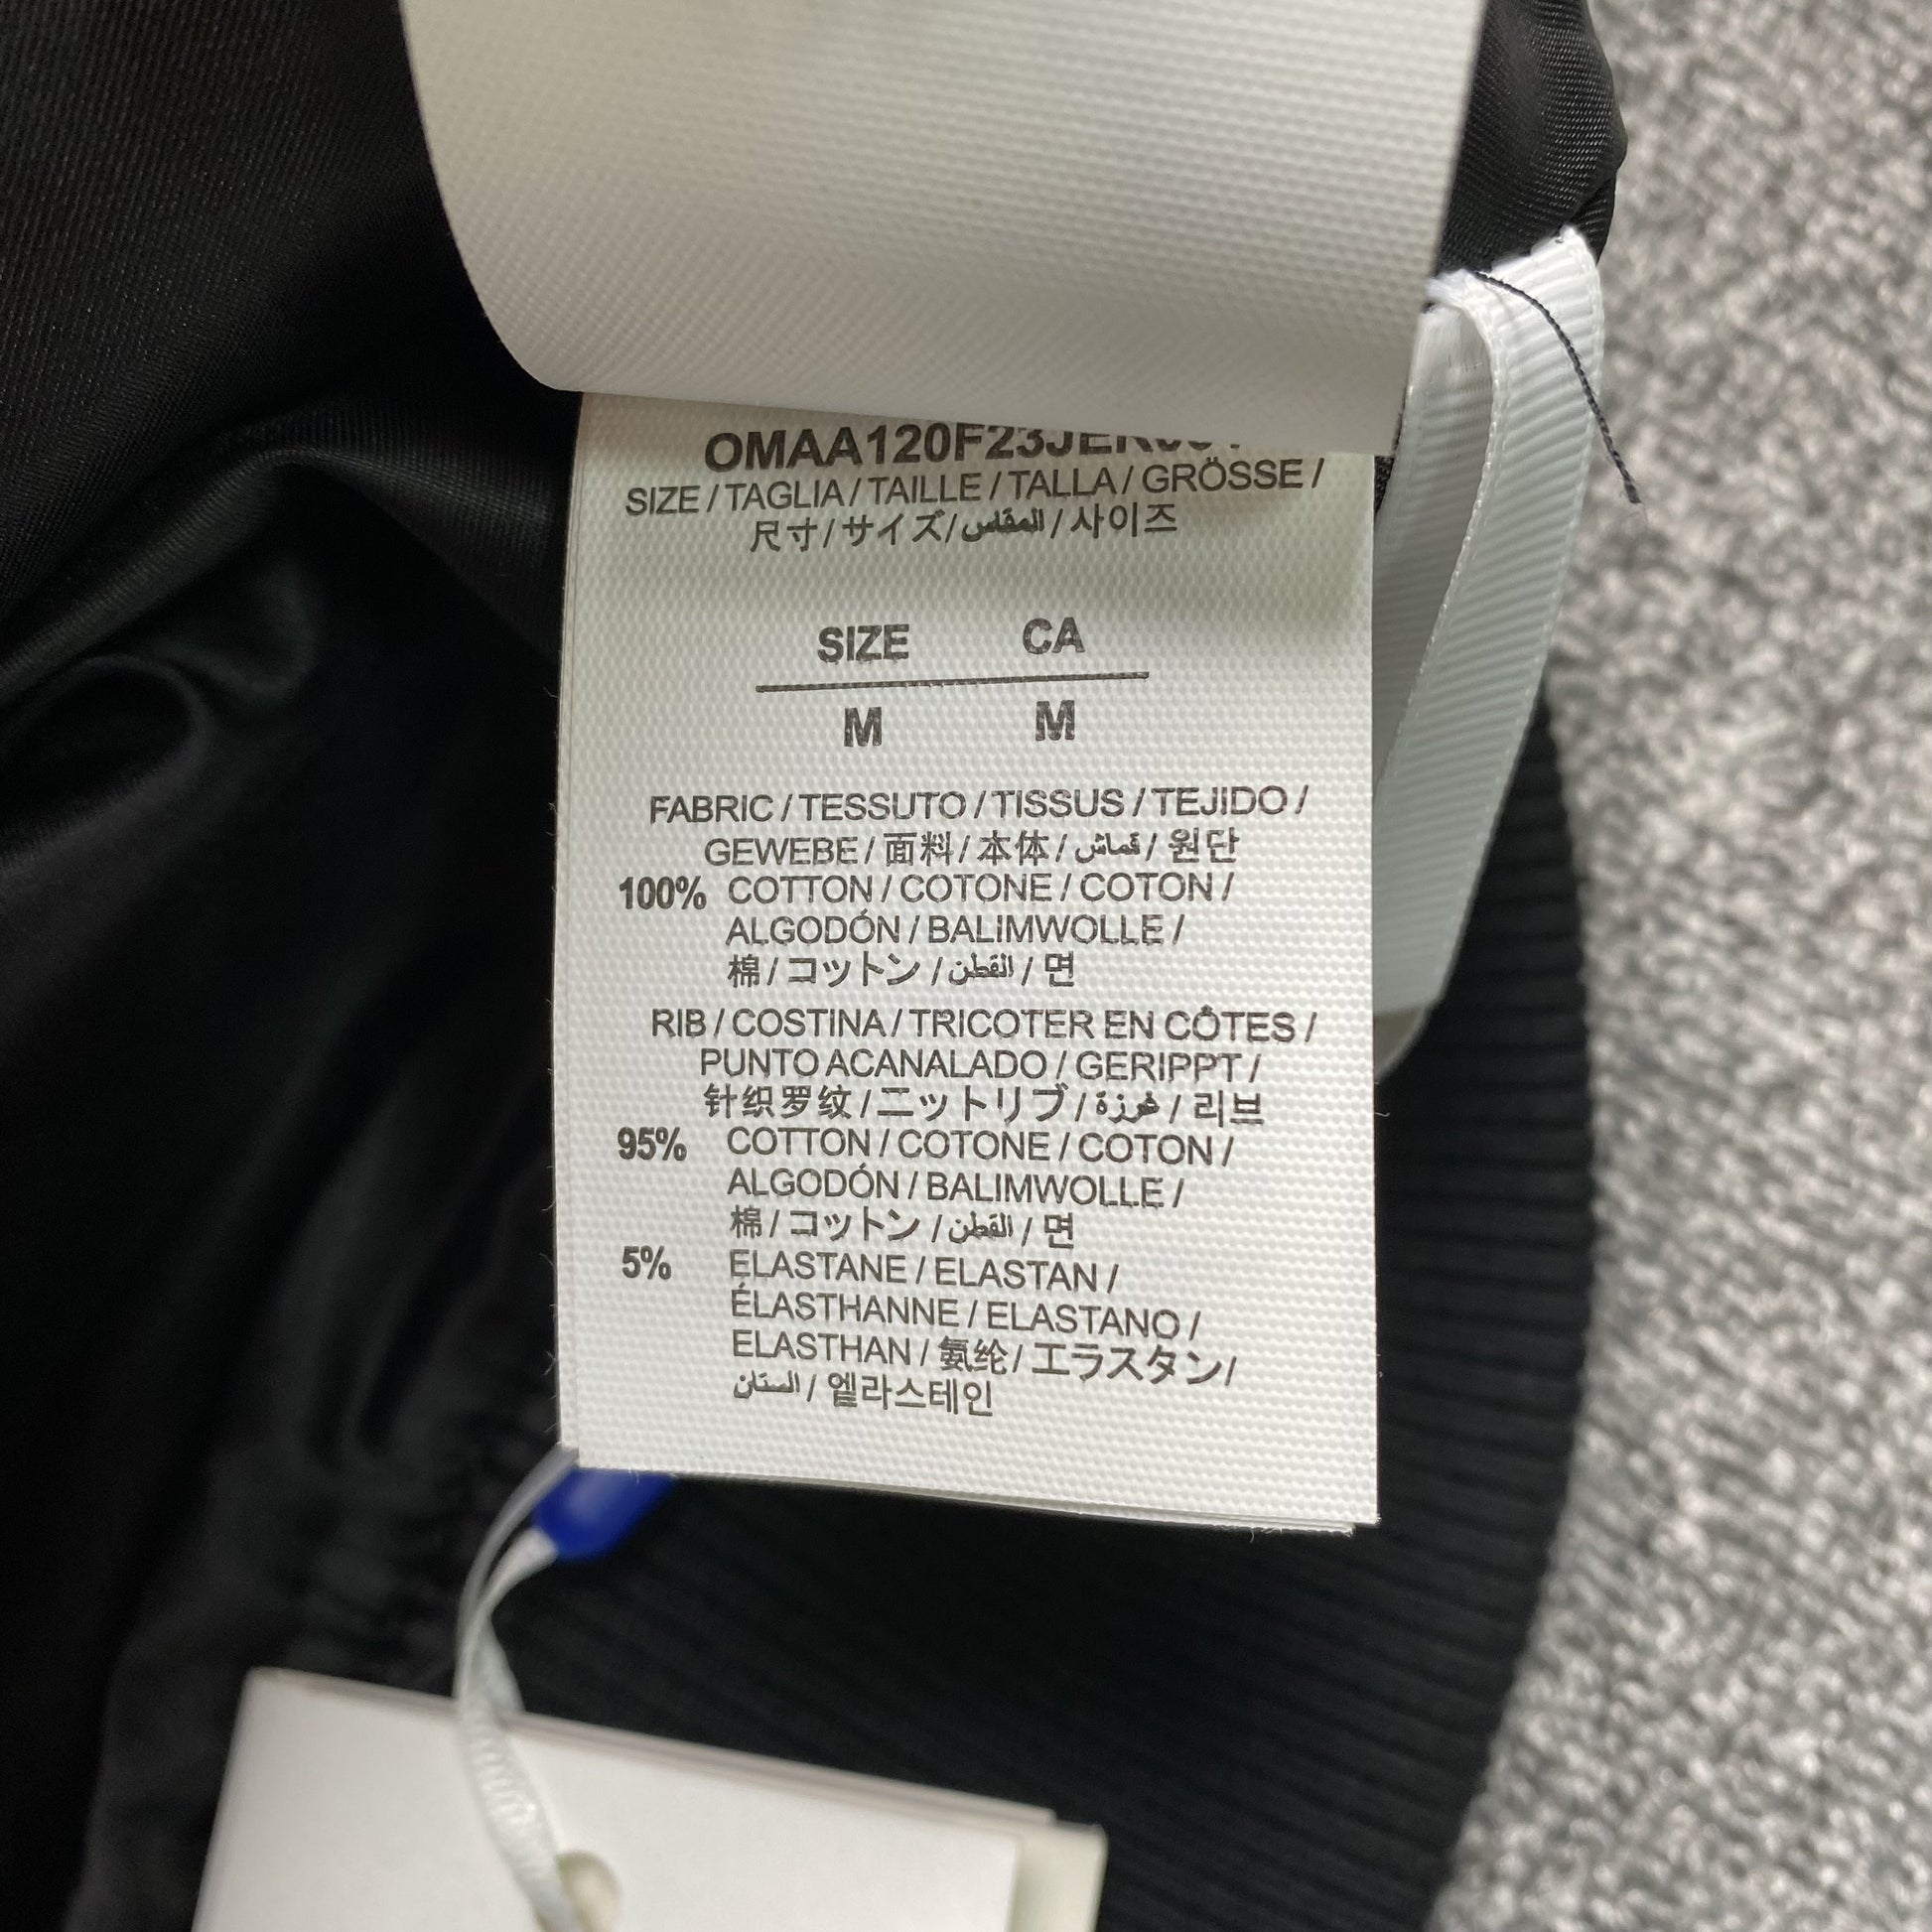 OMAA120F23JER
SIZE / TAGLIA / TAILLE / TALLA / GRÖSSE /
尺寸 / サイズ / المقاس / 사이즈
SIZE CA
M M
FABRIC / TESSUTO / TISSUS / TEJIDO /
GEWEBE / 面料 / 本体 / قماش / 원단
100% COTTON / COTONE / COTON /
ALGODÓN / BALIMWOLLE /
棉 / コットン / القطن / 면
RIB / COSTINA / TRICOTER EN CÔTES /
PUNTO ACANALADO / GERIPPT /
针织罗纹 / ニットリブ / غرزة / 리브
95% COTTON / COTONE / COTON /
ALGODÓN / BALIMWOLLE /
棉 / コットン / القطن / 면
5% ELASTANE / ELASTAN /
ÉLASTHANNE / ELASTANO /
ELASTHAN / 氨纶 / エラスタン /
الستان / 엘라스테인